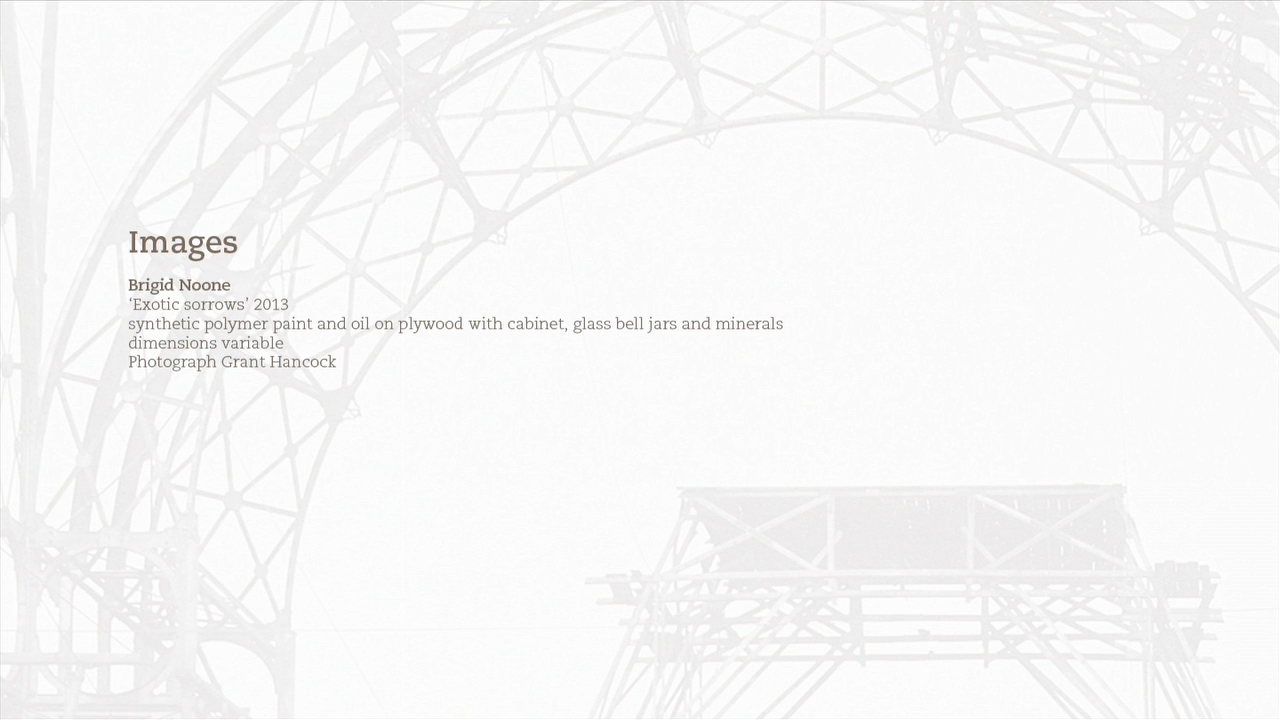 Images
Brigid Noone
‘Exotic sorrows’ 2013
synthetic polymer paint and oil on plywood with cabinet, glass bell jars and minerals
dimensions variable
Photograph Grant Hancock